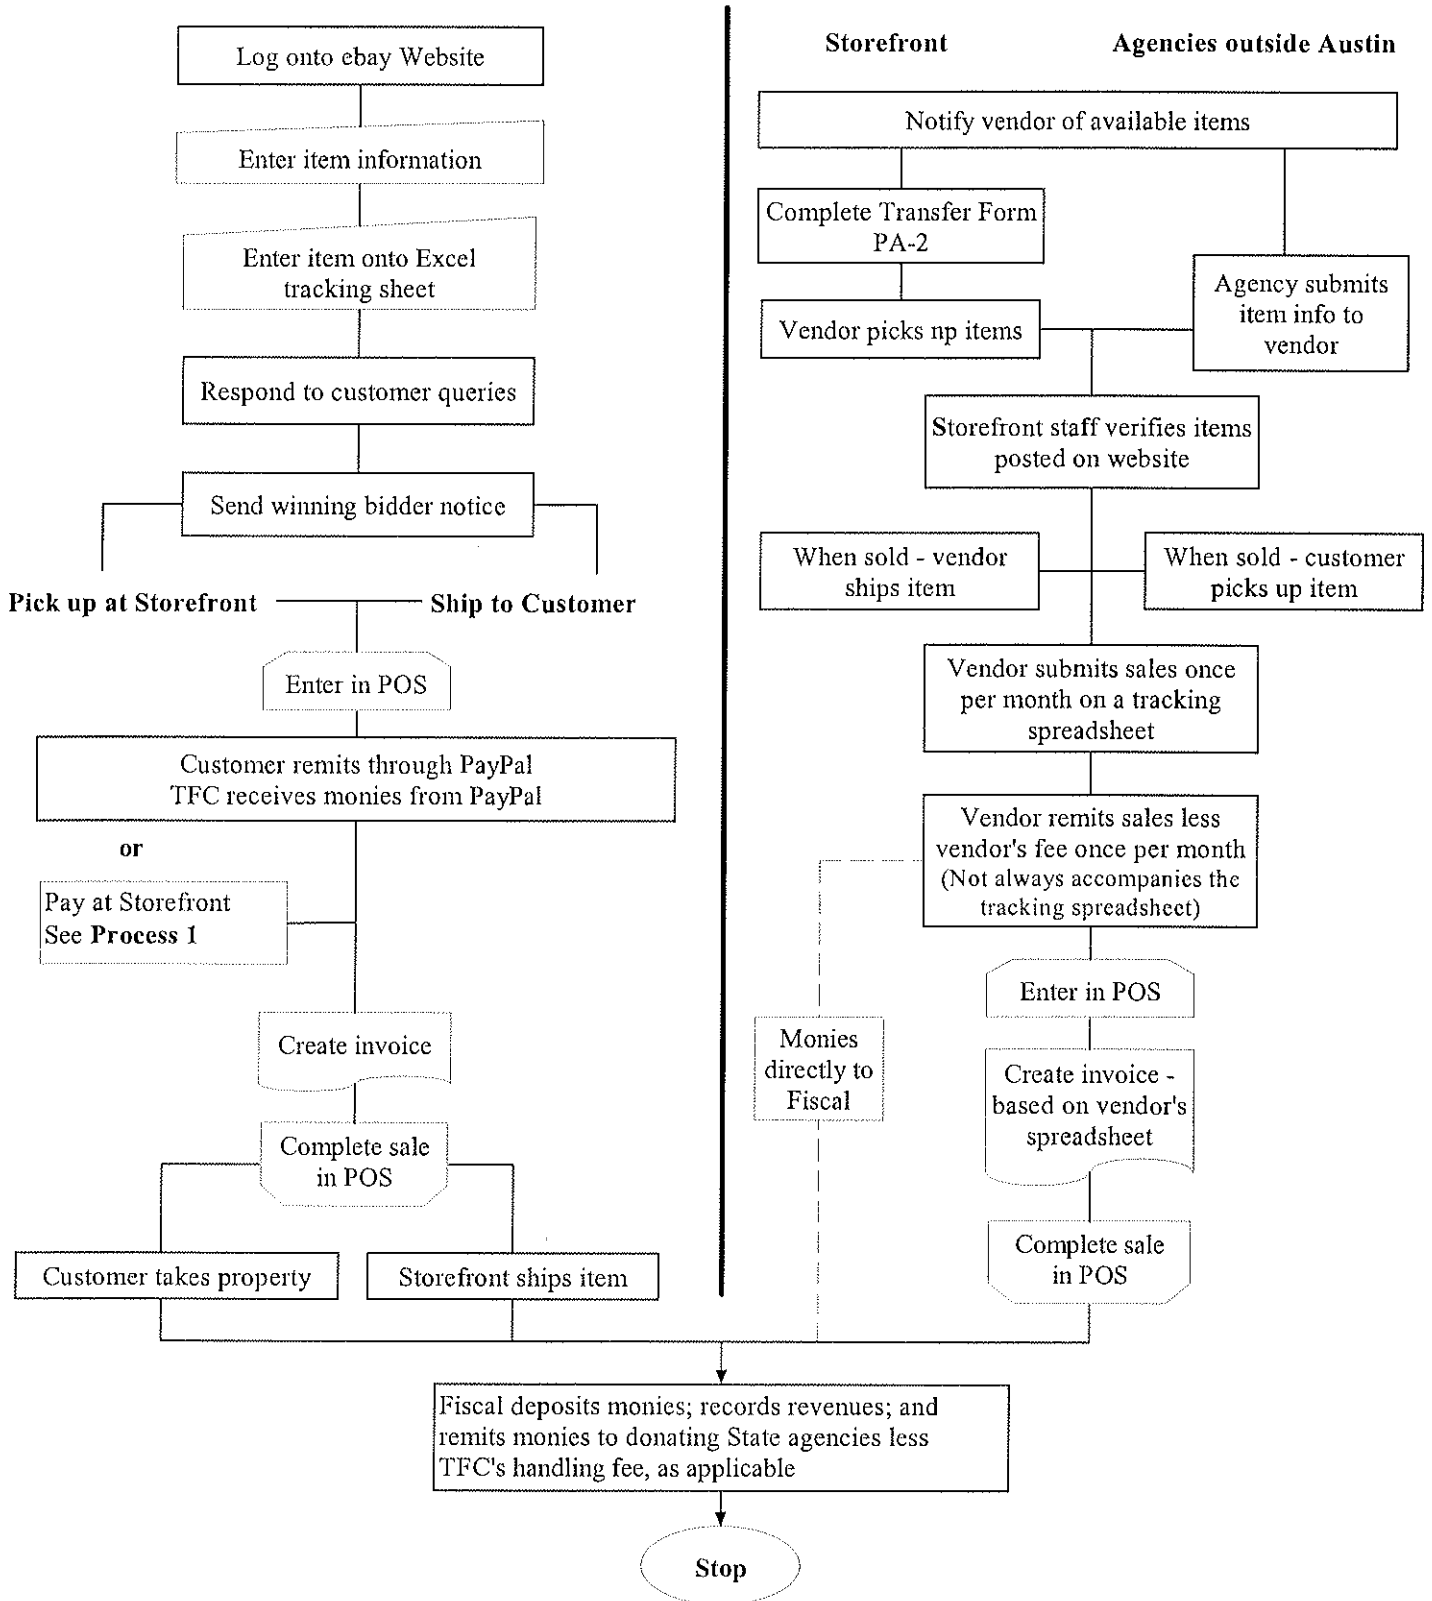 Log onto ebay Website
Enter item information
Enter item onto Excel
tracking sheet
Respond to customer queries
Send winning bidder notice
Pick up at Storefront
Ship to Customer
Enter in POS
Customer remits through PayPal
TFC receives monies from PayPal
or
Pay at Storefront
See Process 1
Create invoice
Complete sale
in POS
Customer takes property
Storefront ships item
Storefront
Agencies outside Austin
Notify vendor of available items
Complete Transfer Form
PA-2
Vendor picks np items
Agency submits
item info to
vendor
Storefront staff verifies items
posted on website
When sold - vendor
ships item
When sold - customer
picks up item
Vendor submits sales once
per month on a tracking
spreadsheet
Vendor remits sales less
vendor's fee once per month
(Not always accompanies the
tracking spreadsheet)
Monies
directly to
Fiscal
Enter in POS
Create invoice -
based on vendor's
spreadsheet
Complete sale
in POS
Fiscal deposits monies; records revenues; and
remits monies to donating State agencies less
TFC's handling fee, as applicable
Stop